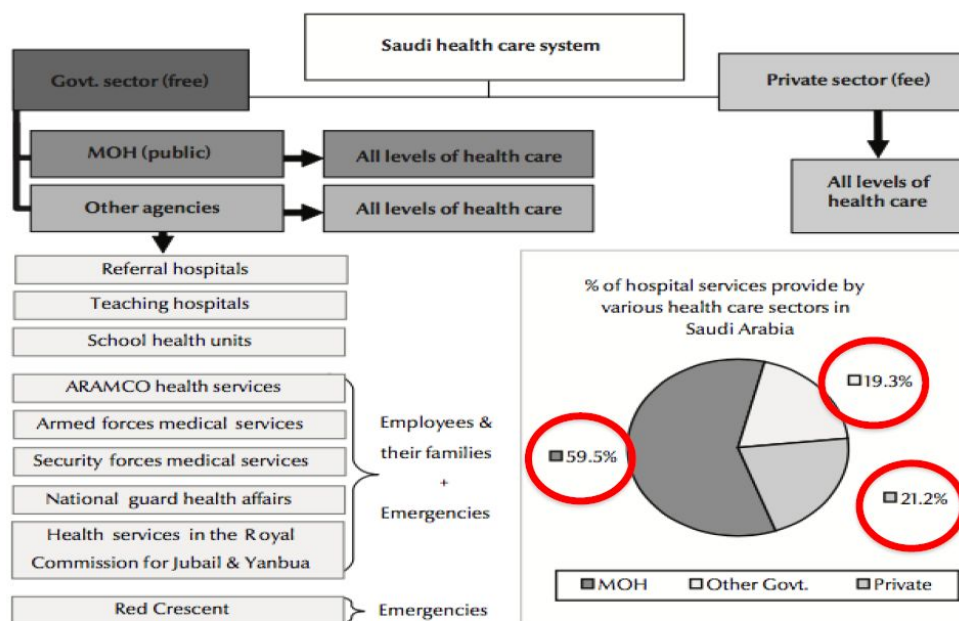 Saudi health care system
Govt. sector (free)
Private sector (fee)
MOH (public)
All levels of health care
Other agencies
All levels of health care
All levels of
health care
Referral hospitals
Teaching hospitals
School health units
ARAMCO health services
Armed forces medical services
Security forces medical services
National guard health affairs
Health services in the Royal
Commission for Jubail & Yanbua
Employees &
their families
+
Emergencies
Red Crescent
Emergencies
% of hospital services provide by
various health care sectors in
Saudi Arabia
19.3%
59.5%
21.2%
MOH
Other Govt.
Private